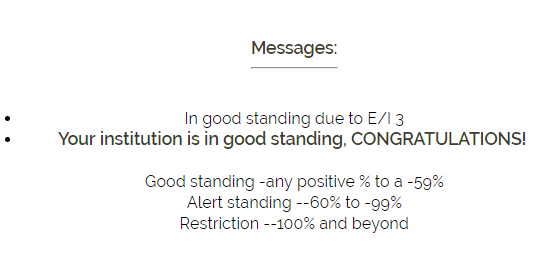 Messages:
In good standing due to E/I 3
Your institution is in good standing, CONGRATULATIONS!
Good standing -any positive % to a -59%
Alert standing --60% to -99%
Restriction --100% and beyond